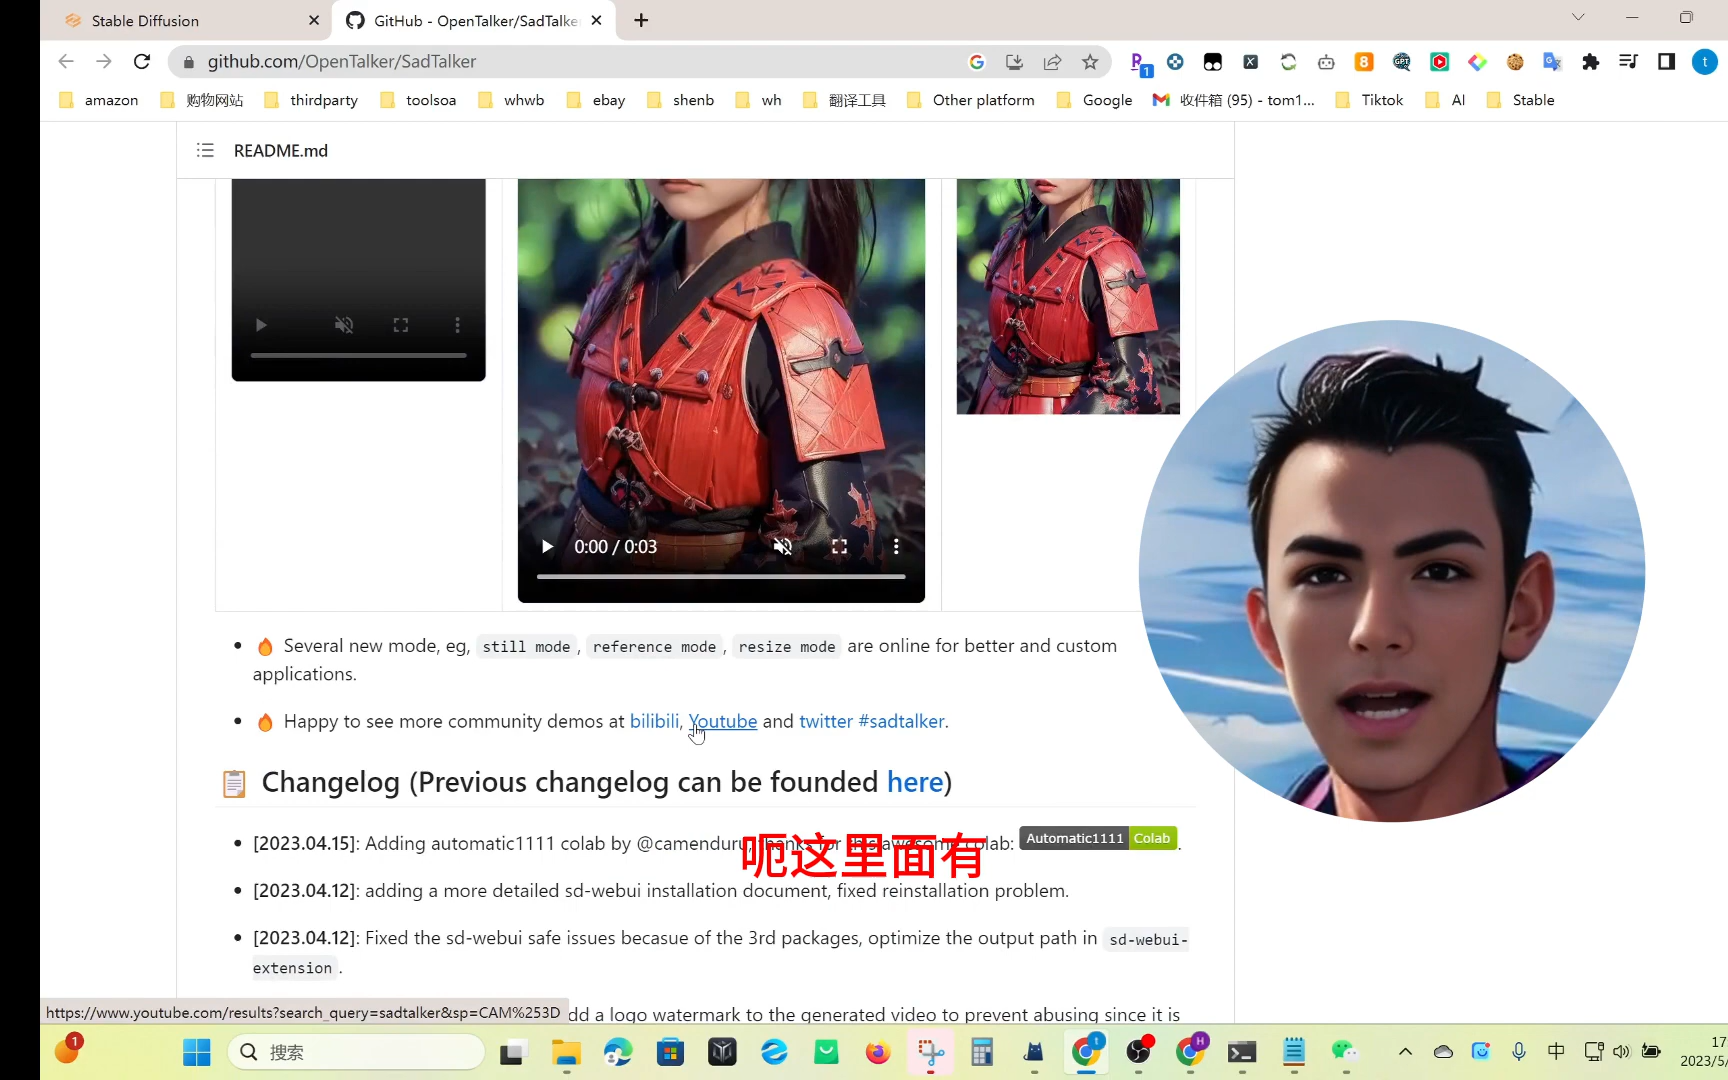 Stable Diffusion
GitHub - OpenTalker/SadTalke
github.com/OpenTalker/SadTalker
1
t
amazon
购物网站
thirdparty
toolsoa
whwb
ebay
shenb
wh
翻译工具
Other platform
Google
收件箱 (95) - tom1...
Tiktok
AI
Stable
README.md
0:00 / 0:03
Several new mode, eg, still mode, reference mode, resize mode are online for better and custom
applications.
Happy to see more community demos at bilibili, Youtube and twitter #sadtalker.
Changelog (Previous changelog can be founded here)
[2023.04.15]: Adding automatic1111 colab by @camenduru, thanks for this awesome colab: Automatic1111 Colab.
呃这里面有
[2023.04.12]: adding a more detailed sd-webui installation document, fixed reinstallation problem.
[2023.04.12]: Fixed the sd-webui safe issues becasue of the 3rd packages, optimize the output path in sd-webui-
extension.
https://www.youtube.com/results?search_query=sadtalker&sp=CAM%253D
dd a logo watermark to the generated video to prevent abusing since it is
1
搜索
中
17
2023/5/